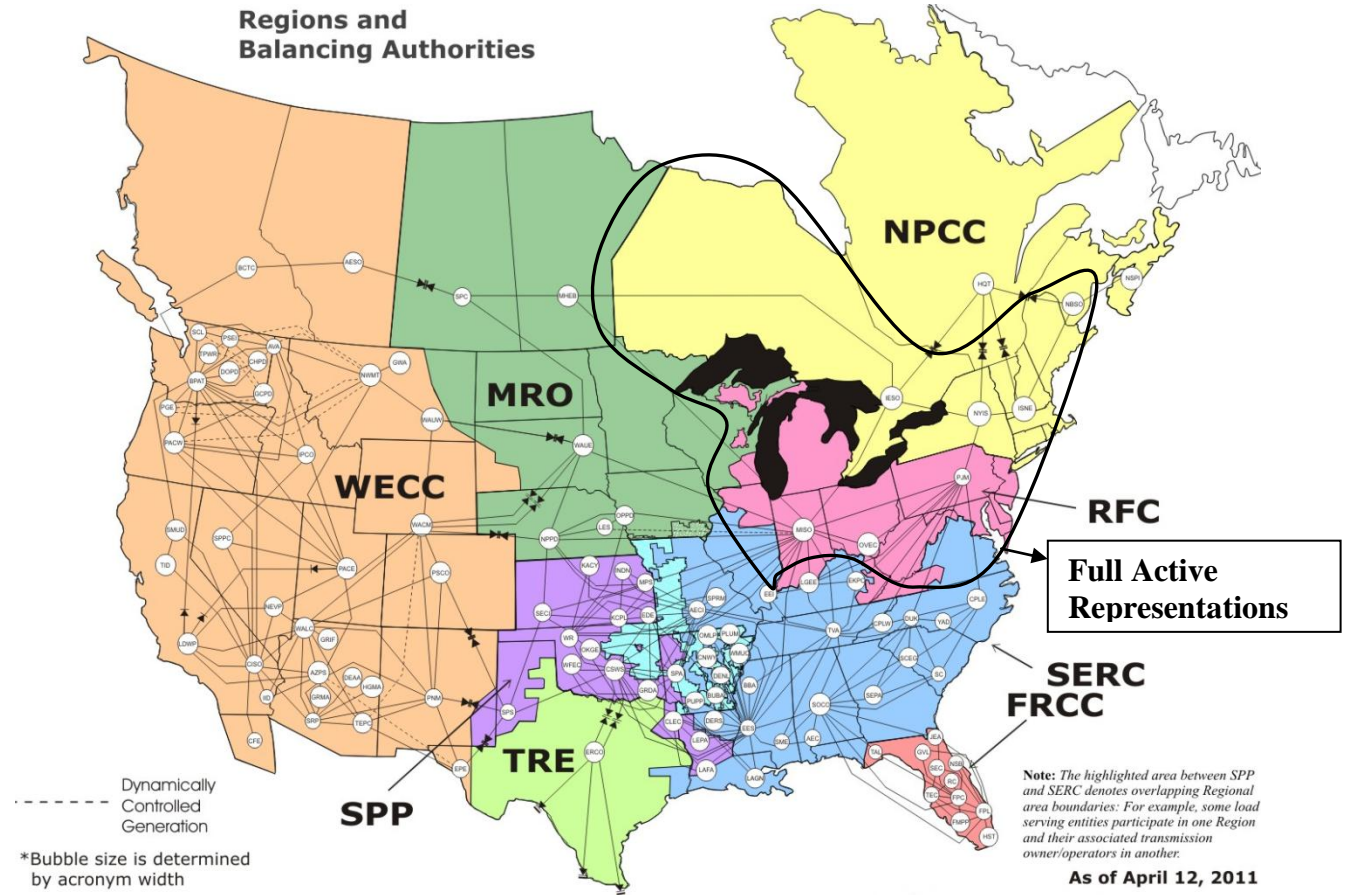 Regions and
Balancing Authorities
NPCC
BCTC
AESO
SPC
MHEB
HQT
NBSO
NSPI
SCL
PSEI
TPWR
CHPD
AVA
BPAT
DOPD
GCPD
NWMT
GWA
PGE
PACW
WAUW
IPCO
MRO
WAUE
IESO
NYIS
ISNE
WECC
PJM
RFC
SMUD
SPPC
WACM
LES
OPPD
NPPD
MISO
OVEC
TID
PACE
PSCO
KACY
INDN
MPS
LGEE
EKPC
EEI
Full Active
Representations
NEVP
WALC
GRIF
SECI
KCPL
EDE
AECI
SPRM
CPLE
LDWP
CISO
AZPS
DEAA
HGMA
GRMA
WR
OKGE
WFEC
CSWS
OMLP
PLUM
CNWY
WMUC
TVA
CPLW
DUK
YAD
SCEG
SERC
IID
SRP
TEPC
PNM
GRDA
SPA
DENL
BUBA
PUPP
BBA
SC
SEPA
SOCO
FRCC
CFE
EPE
SPS
TRE
ERCO
CLEC
DERS
LEPA
EES
SME
AEC
LAFA
LAGN
JEA
TAL
GVL
NSB
SEC
RC
TEC
FPC
FPL
FMPP
HST
SPP
Dynamically
Controlled
Generation
*Bubble size is determined
by acronym width
Note: The highlighted area between SPP
and SERC denotes overlapping Regional
area boundaries: For example, some load
serving entities participate in one Region
and their associated transmission
owner/operators in another.
As of April 12, 2011